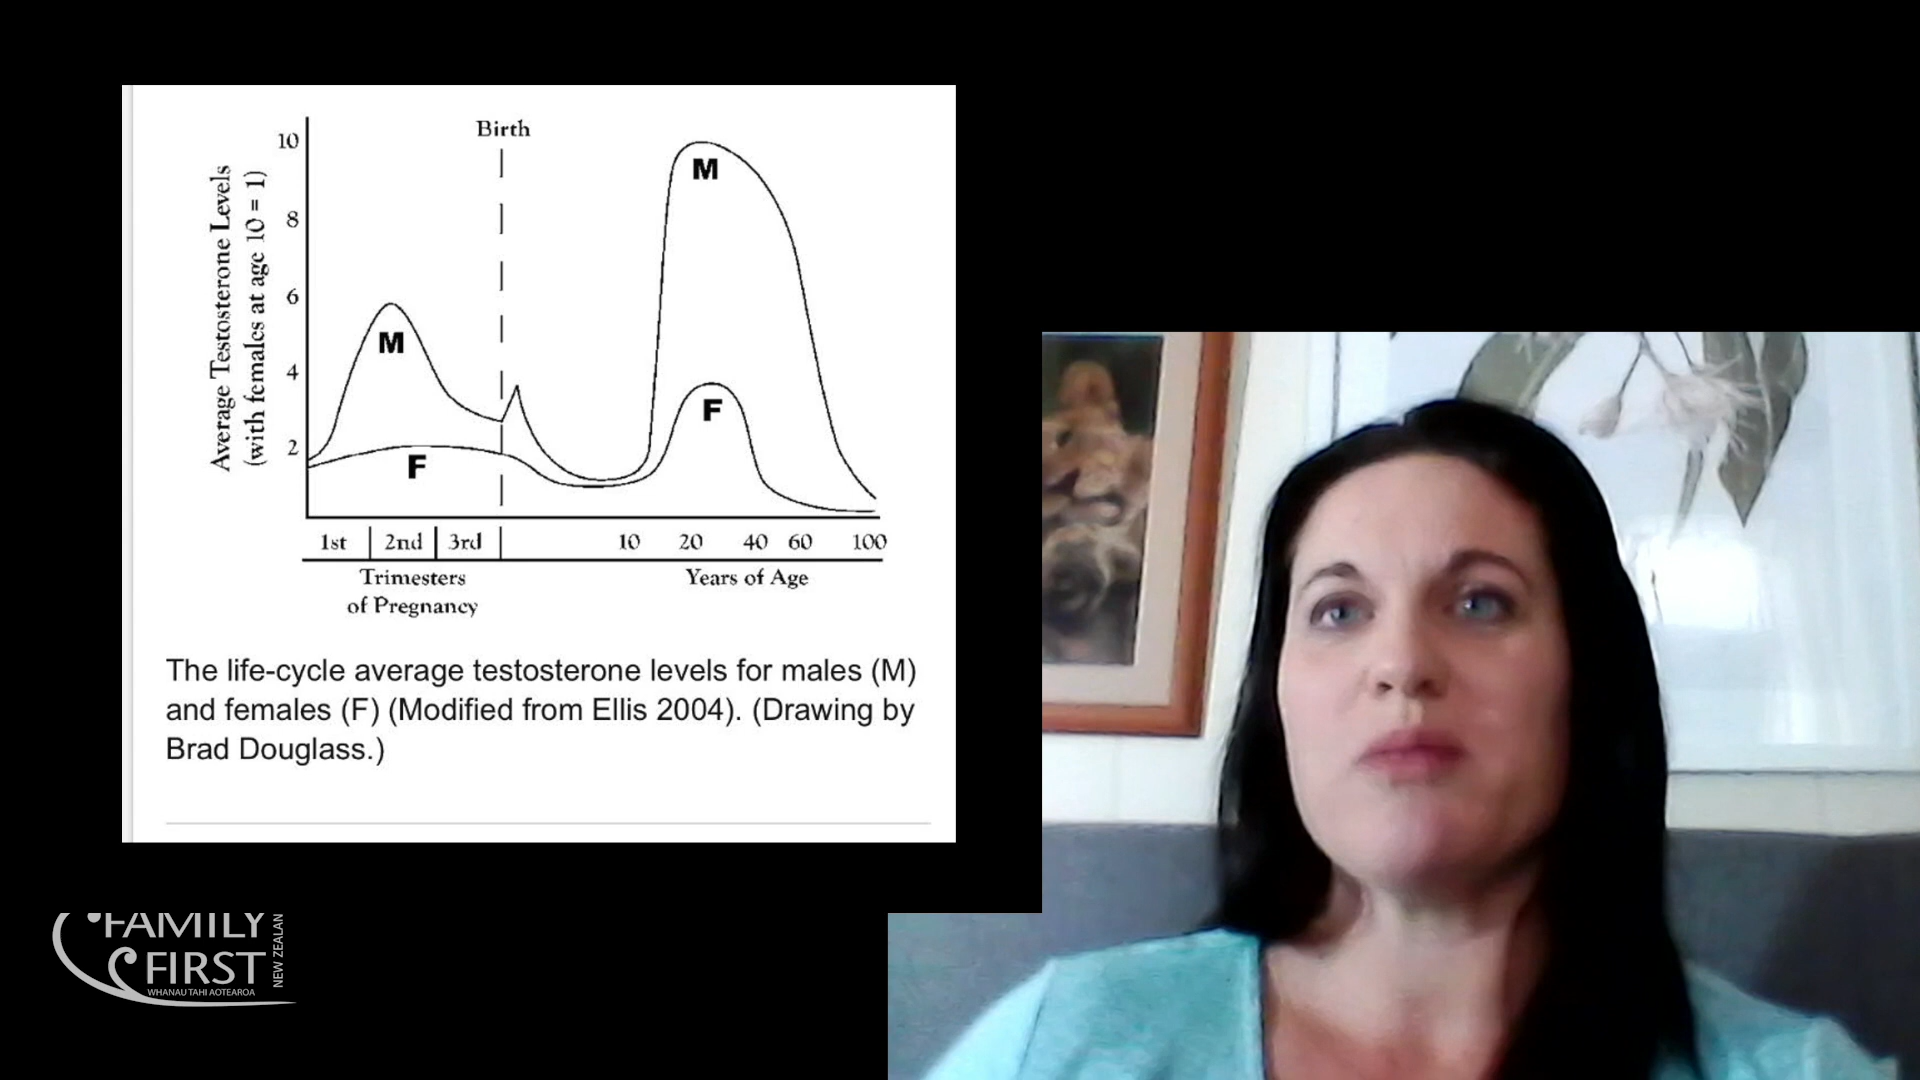 Birth
Average Testosterone Levels
(with females at age 10 = 1)
10
8
6
4
2
M
F
M
F
1st 2nd 3rd 10 20 40 60 100
Trimesters
of Pregnancy
Years of Age
The life-cycle average testosterone levels for males (M)
and females (F) (Modified from Ellis 2004). (Drawing by
Brad Douglass.)
FAMILY
FIRST
WHANAU TAHI AOTEAROA
NEW ZEALAN